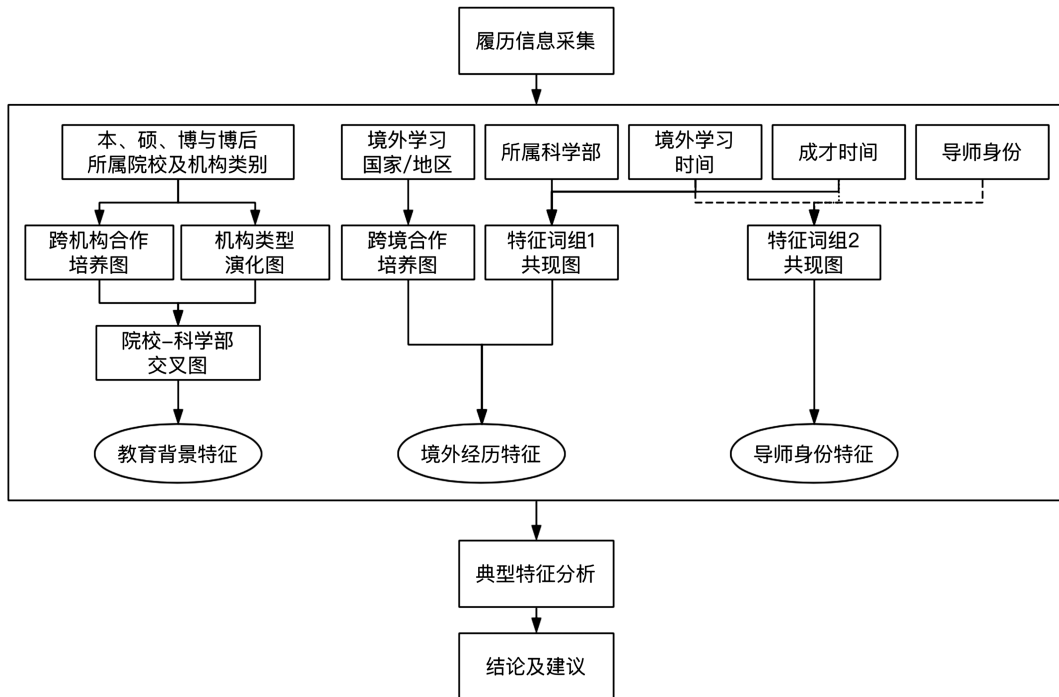 履历信息采集
本、硕、博与博后
所属院校及机构类别
境外学习
国家/地区
所属科学部
境外学习
时间
成才时间
导师身份
跨机构合作
培养图
机构类型
演化图
跨境合作
培养图
特征词组1
共现图
特征词组2
共现图
院校–科学部
交叉图
教育背景特征
境外经历特征
导师身份特征
典型特征分析
结论及建议